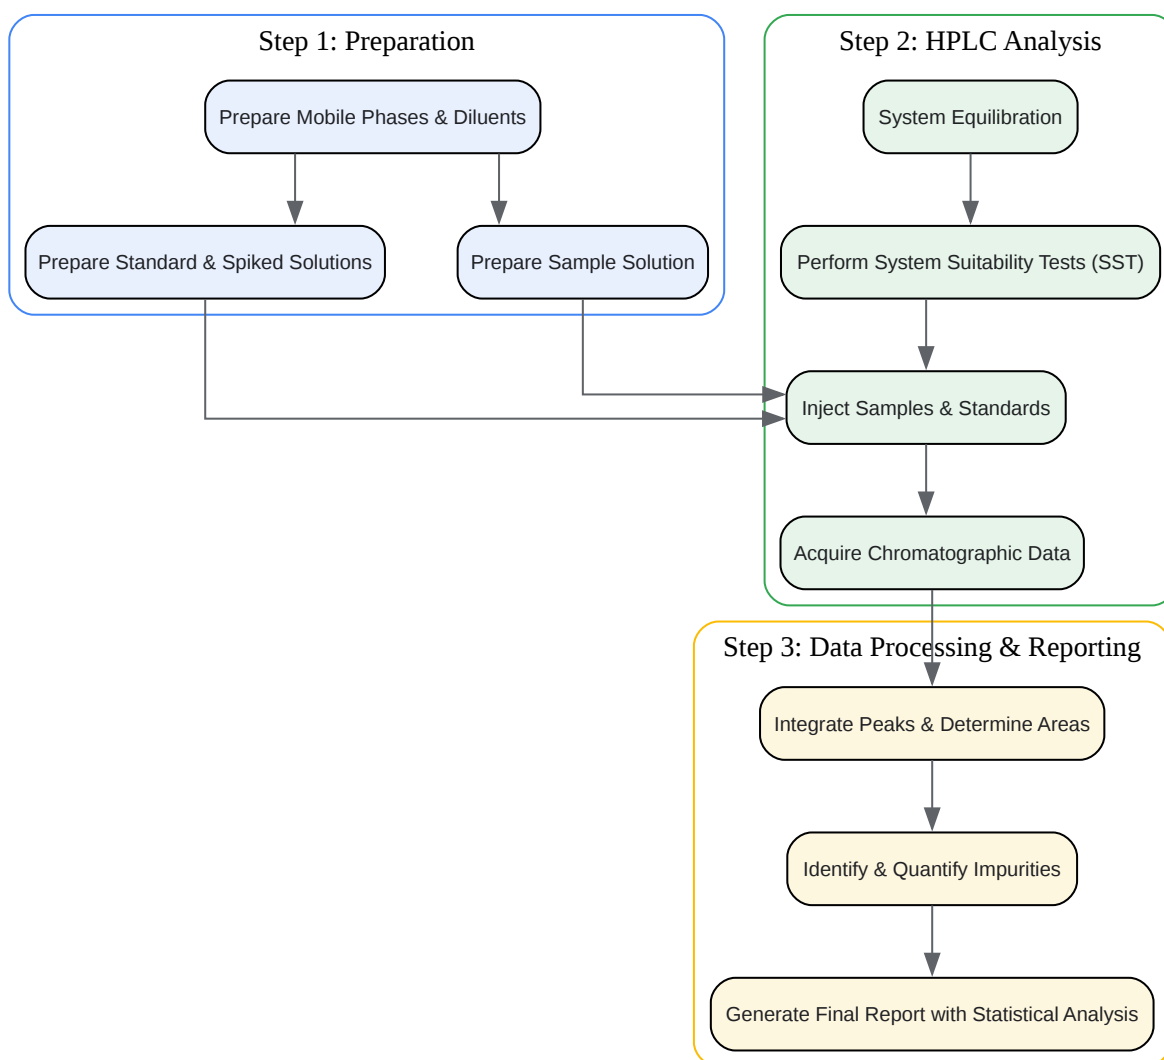 Step 1: Preparation
Prepare Mobile Phases & Diluents
Prepare Standard & Spiked Solutions
Prepare Sample Solution
Step 2: HPLC Analysis
System Equilibration
Perform System Suitability Tests (SST)
Inject Samples & Standards
Acquire Chromatographic Data
Step 3: Data Processing & Reporting
Integrate Peaks & Determine Areas
Identify & Quantify Impurities
Generate Final Report with Statistical Analysis